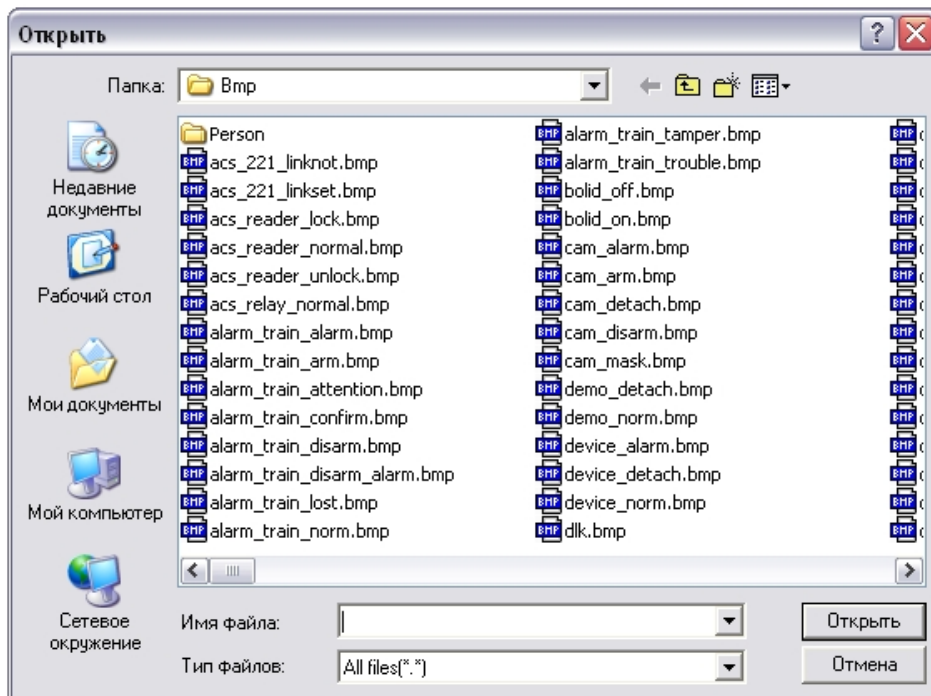 Открыть
Папка: Bmp
Недавние документы
Рабочий стол
Мои документы
Мой компьютер
Сетевое окружение
Person
acs_221_linknot.bmp
acs_221_linkset.bmp
acs_reader_lock.bmp
acs_reader_normal.bmp
acs_reader_unlock.bmp
acs_relay_normal.bmp
alarm_train_alarm.bmp
alarm_train_arm.bmp
alarm_train_attention.bmp
alarm_train_confirm.bmp
alarm_train_disarm.bmp
alarm_train_disarm_alarm.bmp
alarm_train_lost.bmp
alarm_train_norm.bmp
alarm_train_tamper.bmp
alarm_train_trouble.bmp
bolid_off.bmp
bolid_on.bmp
cam_alarm.bmp
cam_arm.bmp
cam_detach.bmp
cam_disarm.bmp
cam_mask.bmp
demo_detach.bmp
demo_norm.bmp
device_alarm.bmp
device_detach.bmp
device_norm.bmp
dlk.bmp
Имя файла:
Открыть
Тип файлов: All files(*.*)
Отмена